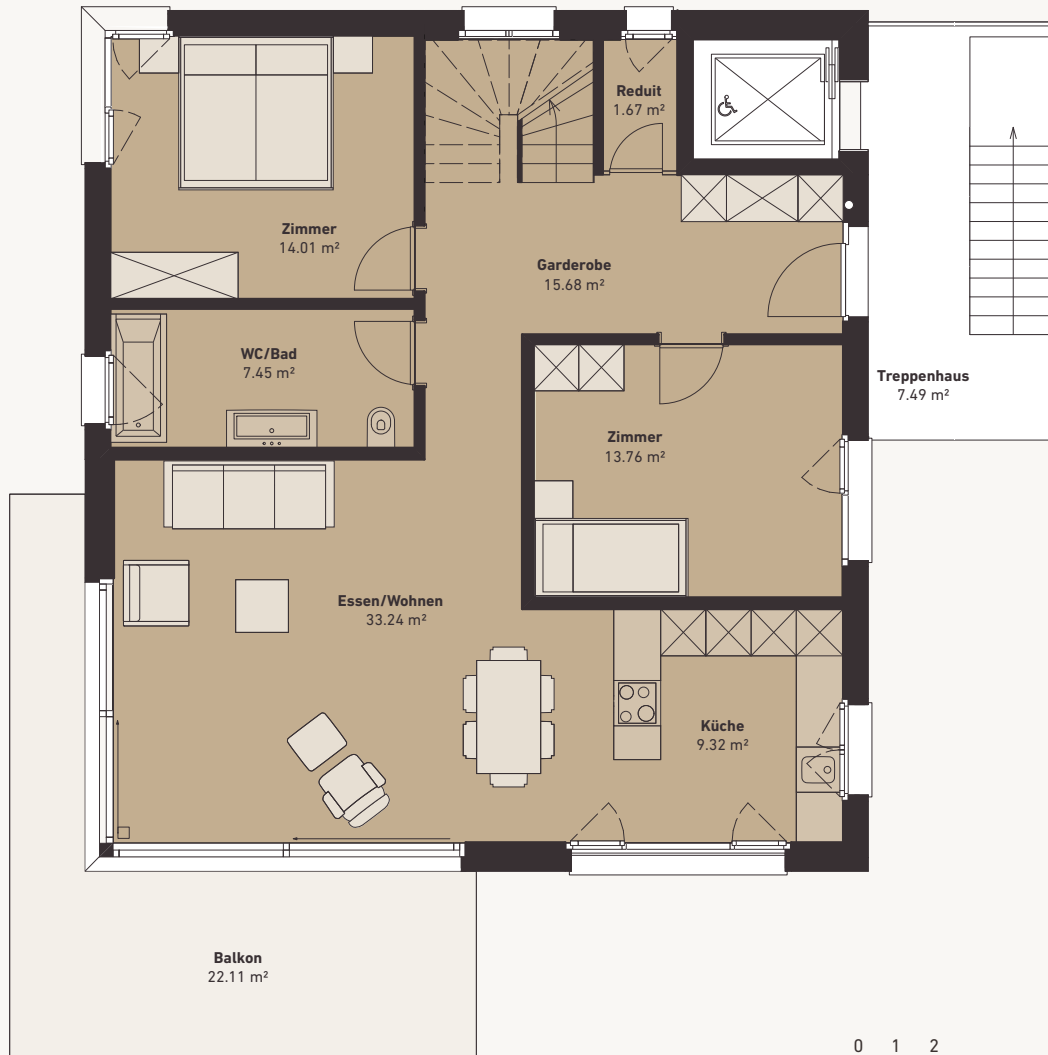 Reduit
1.67 m²
Zimmer
14.01 m²
Garderobe
15.68 m²
WC/Bad
7.45 m²
Treppenhaus
7.49 m²
Zimmer
13.76 m²
Essen/Wohnen
33.24 m²
Küche
9.32 m²
Balkon
22.11 m²
0 1 2